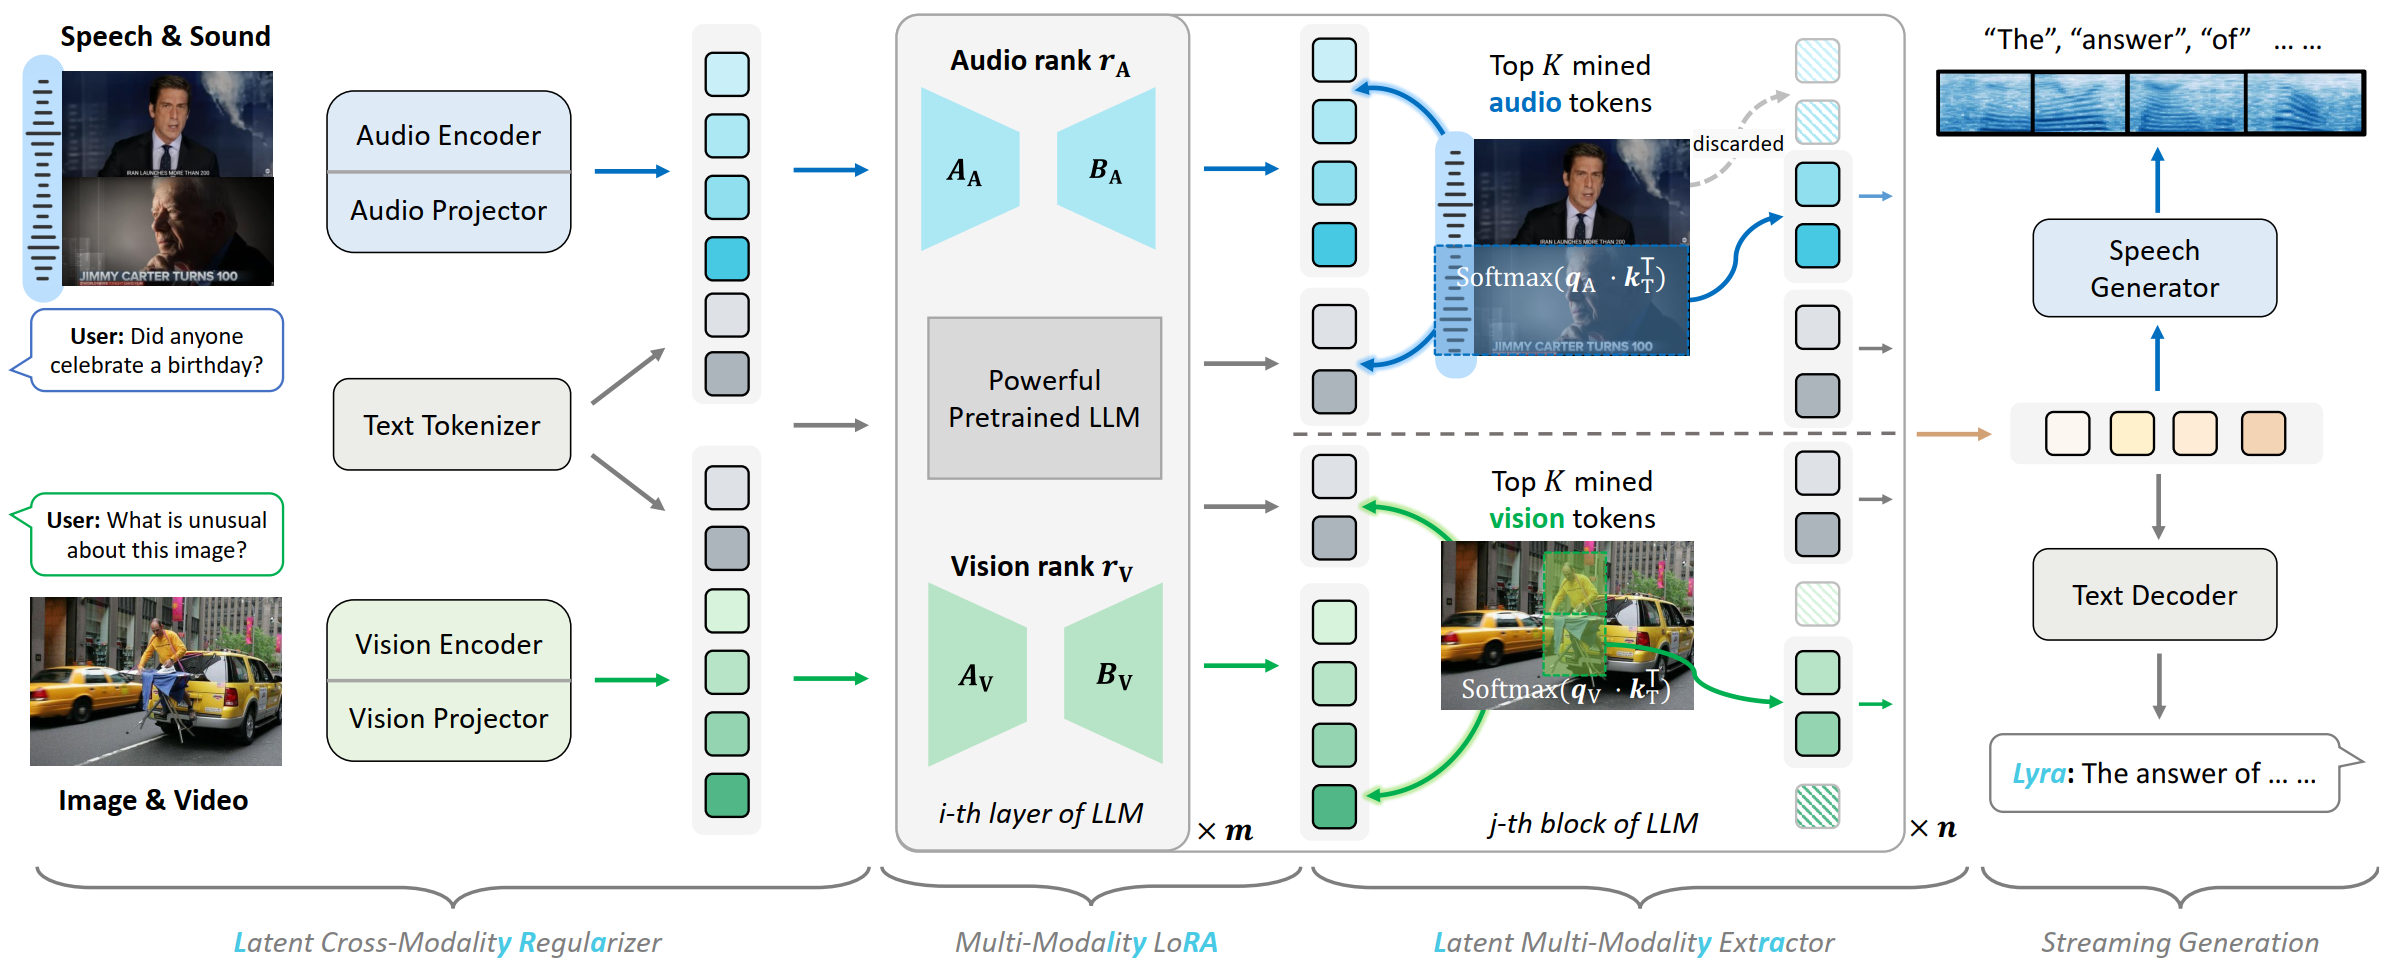 Speech & Sound
IRAN LAUNCHES MORE THAN 200
JIMMY CARTER TURNS 100
User: Did anyone
celebrate a birthday?
User: What is unusual
about this image?
Image & Video
Audio Encoder
Audio Projector
Text Tokenizer
Vision Encoder
Vision Projector
Audio rank r_A
A_A
B_A
Powerful
Pretrained LLM
Vision rank r_V
A_V
B_V
i-th layer of LLM
× m
Top K mined
audio tokens
discarded
IRAN LAUNCHES MORE THAN 200
Softmax(q_A · k_T^T)
JIMMY CARTER TURNS 100
Top K mined
vision tokens
Softmax(q_V · k_T^T)
j-th block of LLM
× n
“The”, “answer”, “of” … …
Speech
Generator
Text Decoder
Lyra: The answer of … …
Latent Cross-Modality Regularizer
Multi-Modality LoRA
Latent Multi-Modality Extractor
Streaming Generation